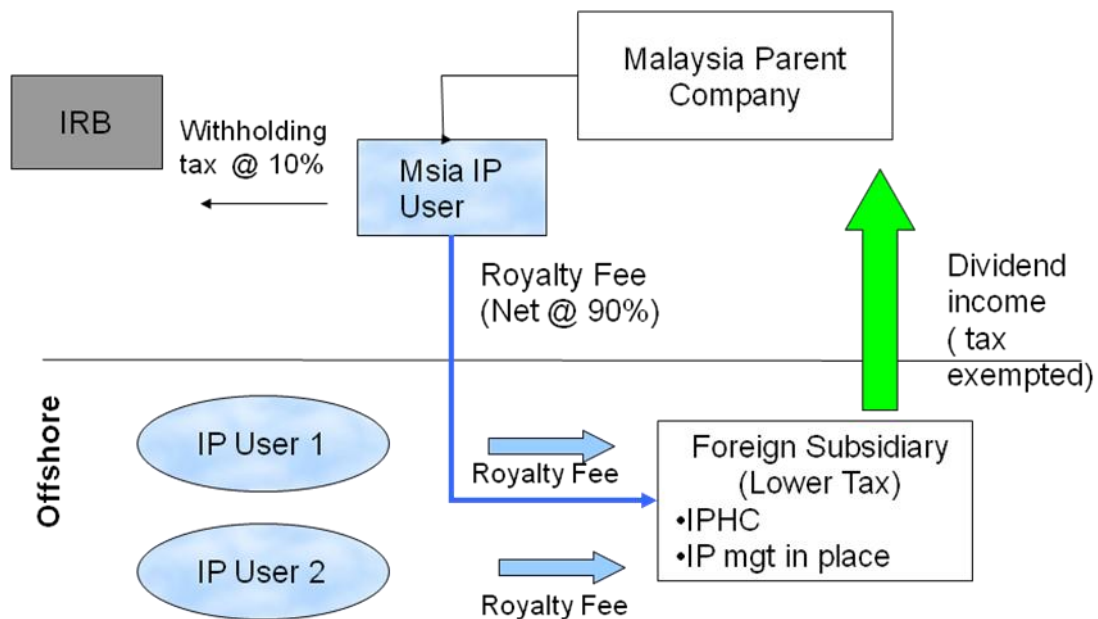 Malaysia Parent
Company
IRB
Withholding
tax @ 10%
Msia IP
User
Royalty Fee
(Net @ 90%)
Dividend
income
( tax
exempted)
Offshore
IP User 1
Royalty Fee
Foreign Subsidiary
(Lower Tax)
•IPHC
•IP mgt in place
IP User 2
Royalty Fee